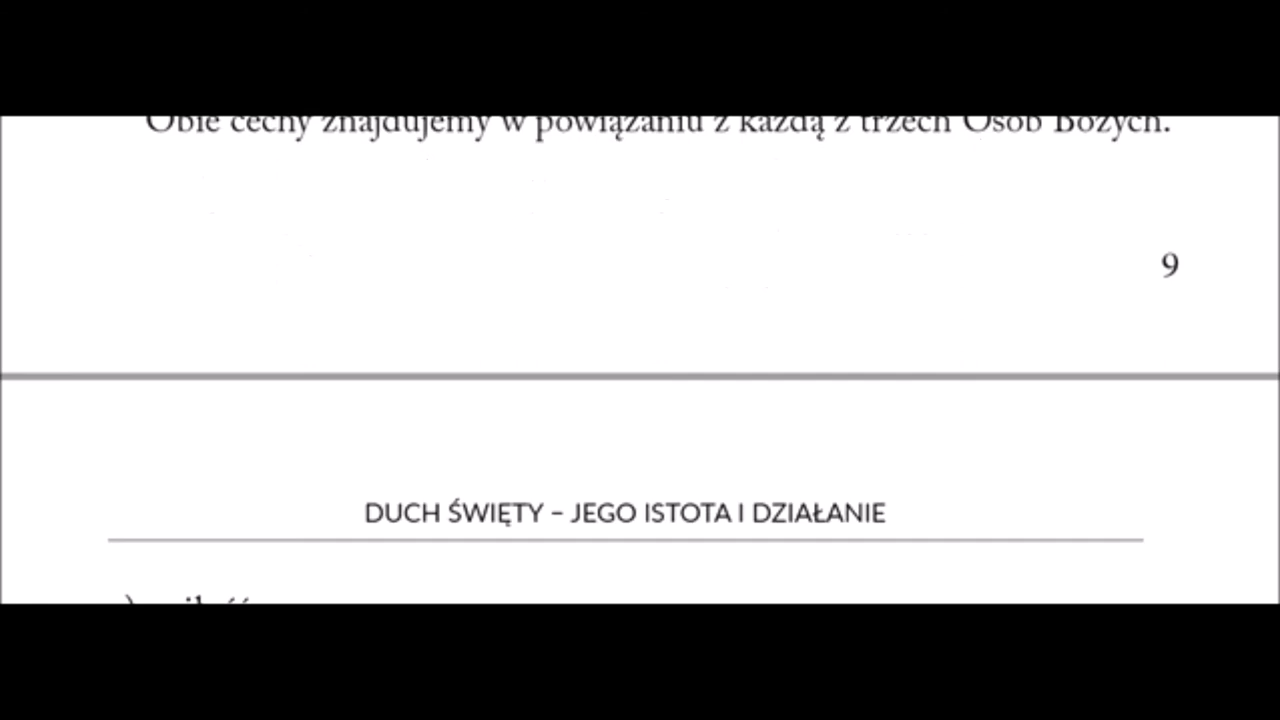 Obie cechy znajdujemy w powiązaniu z każdą z trzech Osób Bożych.
9
DUCH ŚWIĘTY – JEGO ISTOTA I DZIAŁANIE